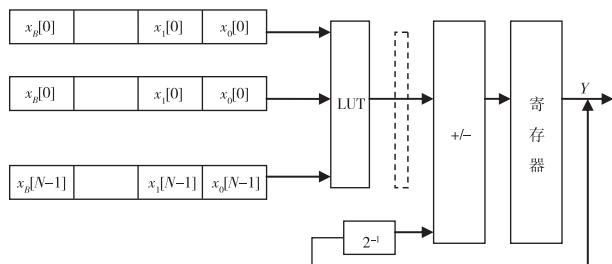 x_B[0] x_1[0] x_0[0]
x_B[0] x_1[0] x_0[0]
x_B[N−1] x_1[N−1] x_0[N−1]
LUT
+/−
寄存器
Y
2⁻¹